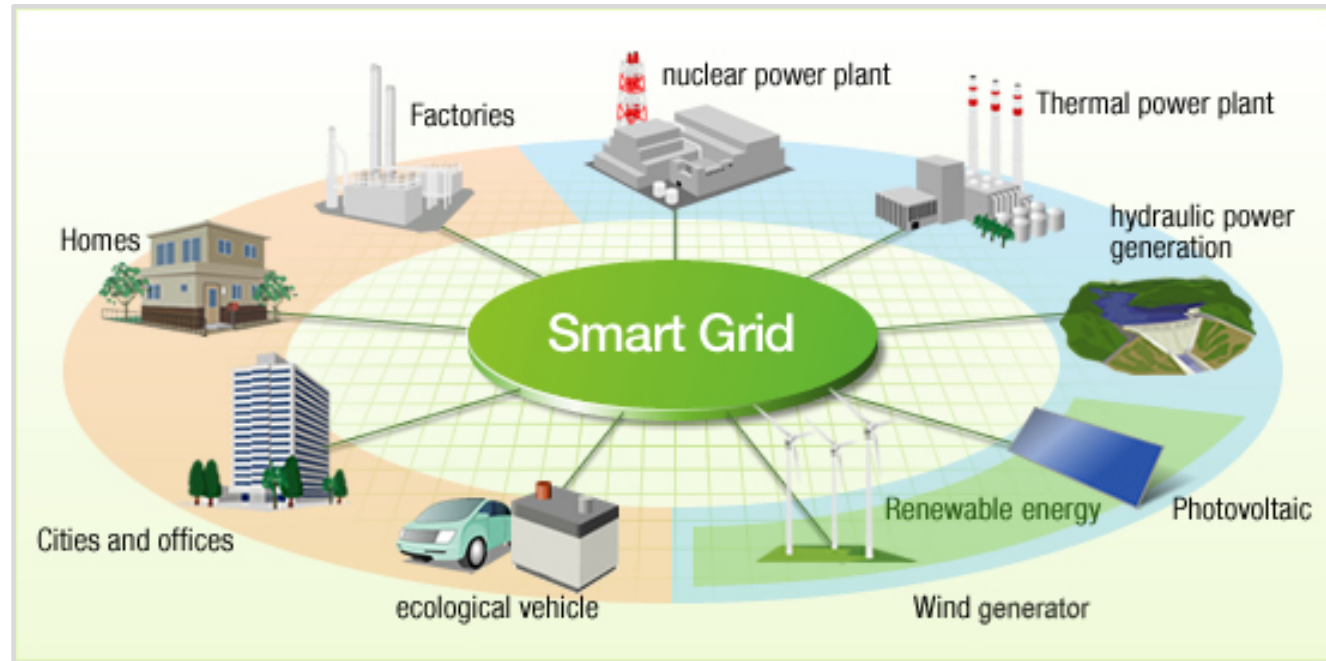 nuclear power plant
Factories
Thermal power plant
Homes
hydraulic power
generation
Smart Grid
Renewable energy
Photovoltaic
Cities and offices
ecological vehicle
Wind generator